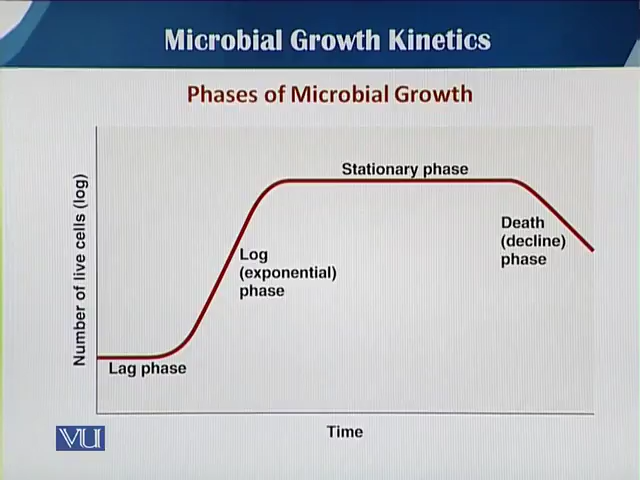 Microbial Growth Kinetics
Phases of Microbial Growth
Number of live cells (log)
Stationary phase
Death
(decline)
phase
Log
(exponential)
phase
Lag phase
VU
Time